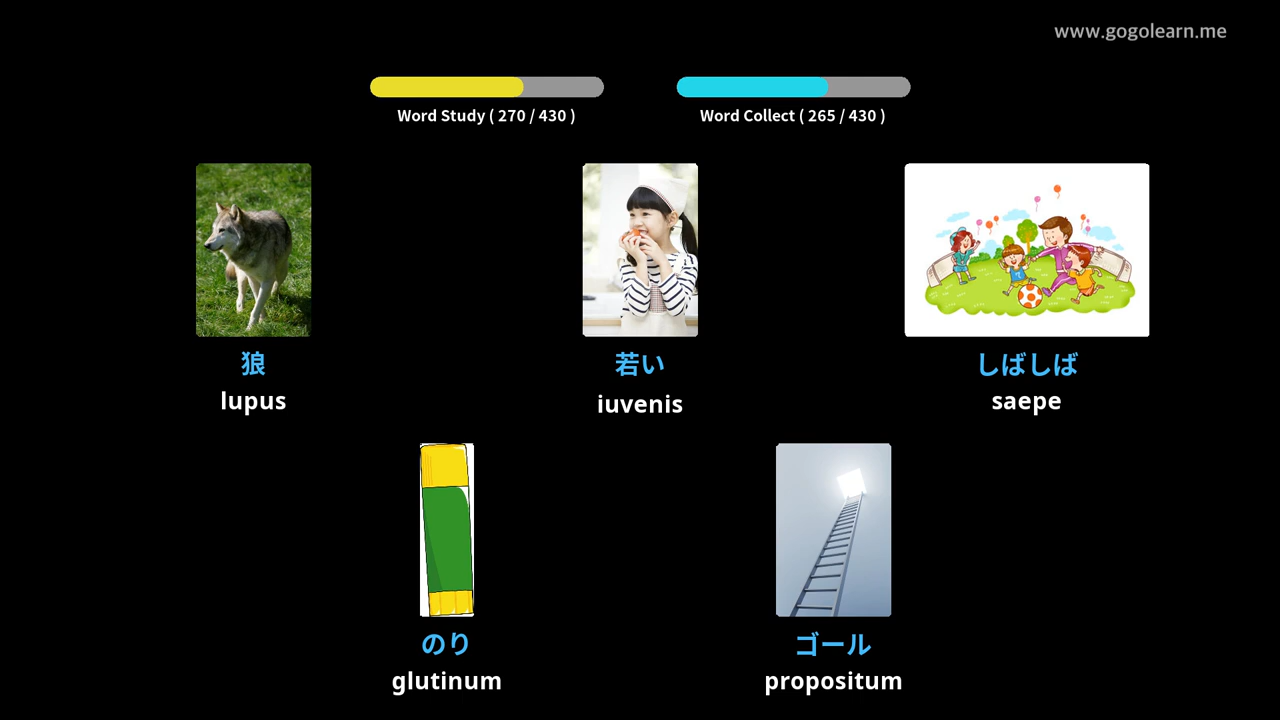 www.gogolearn.me
Word Study ( 270 / 430 )
Word Collect ( 265 / 430 )
狼
lupus
若い
iuvenis
しばしば
saepe
のり
glutinum
ゴール
propositum